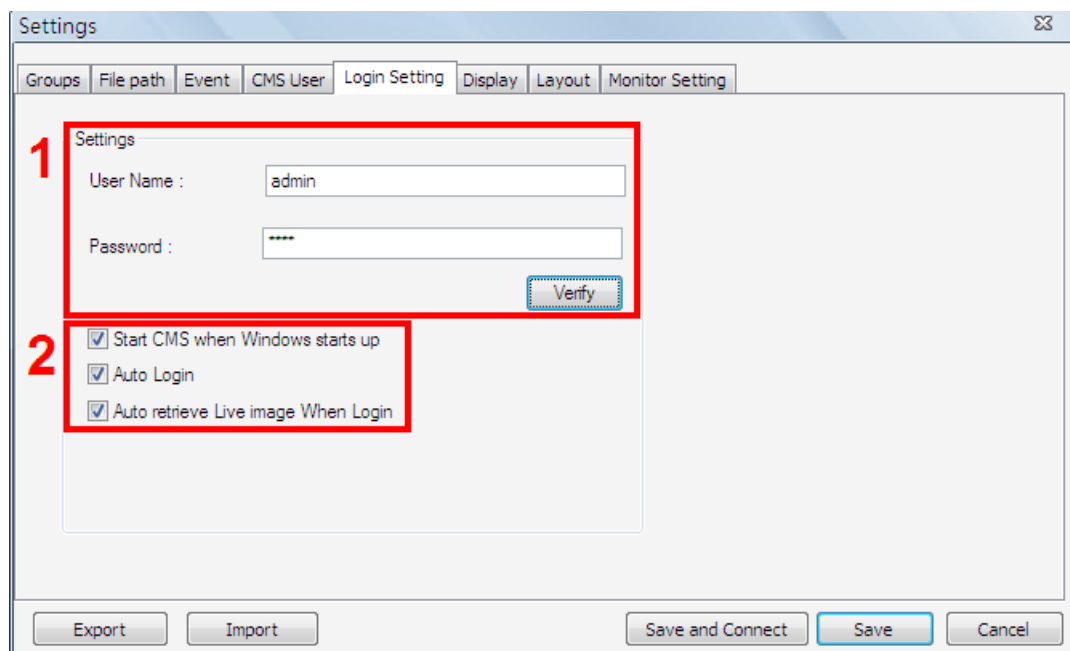 Settings
Groups File path Event CMS User Login Setting Display Layout Monitor Setting
1
Settings
User Name : admin
Password : ****
Verify
2
Start CMS when Windows starts up
Auto Login
Auto retrieve Live image When Login
Export Import Save and Connect Save Cancel